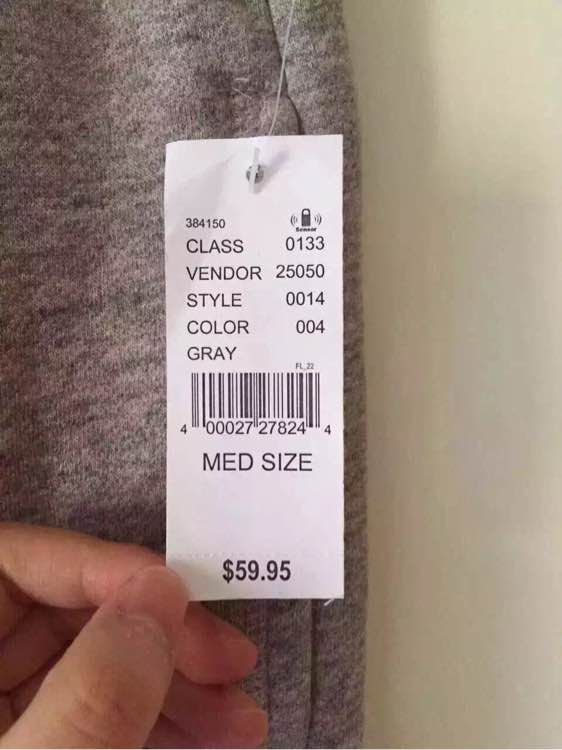 384150
Sensor
CLASS 0133
VENDOR 25050
STYLE 0014
COLOR 004
GRAY
FL_22
4 00027 27824 4
MED SIZE
$59.95